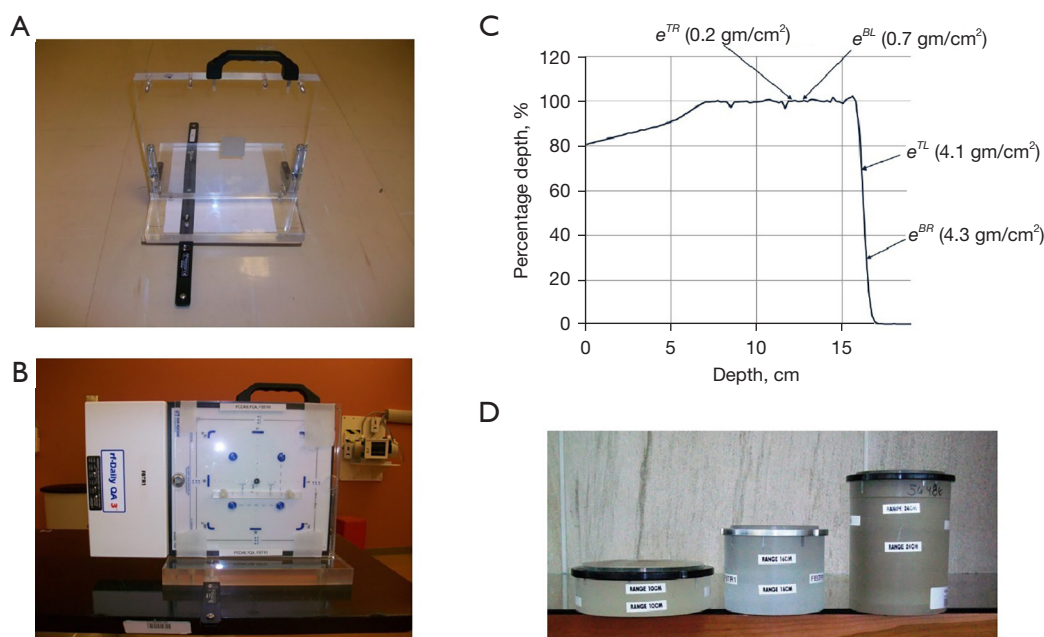 A
B
rf-Daily QA 3
FBTR1
C
e^TR (0.2 gm/cm²)
e^BL (0.7 gm/cm²)
e^TL (4.1 gm/cm²)
e^BR (4.3 gm/cm²)
Percentage depth, %
120
100
80
60
40
20
0
0 5 10 15
Depth, cm
D
RANGE 10CM
RANGE 10CM
RANGE 16CM
RANGE 16CM
RANGE 24CM
RANGE 24CM